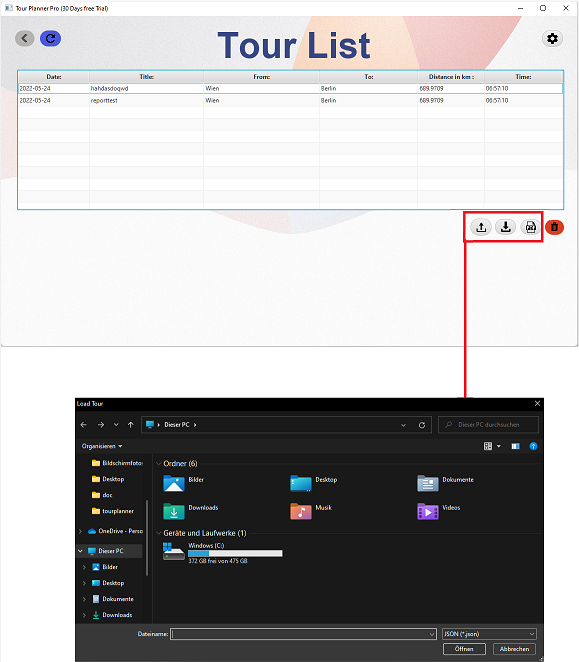 Tour Planner Pro (30 Days free Trial)
Tour List
Date: Title: From: To: Distance in km : Time:
2022-05-24 hahdasdoqwd Wien Berlin 689.9709 06:57:10
2022-05-24 reporttest Wien Berlin 689.9709 06:57:10
Load Tour
Dieser PC
Dieser PC durchsuchen
Organisieren
Bildschirmfotos
Desktop
doc
tourplanner
OneDrive - Perso
Dieser PC
Bilder
Desktop
Dokumente
Downloads
Ordner (6)
Bilder Desktop Dokumente
Downloads Musik Videos
Geräte und Laufwerke (1)
Windows (C:)
372 GB frei von 475 GB
Dateiname: JSON (*.json)
Öffnen Abbrechen